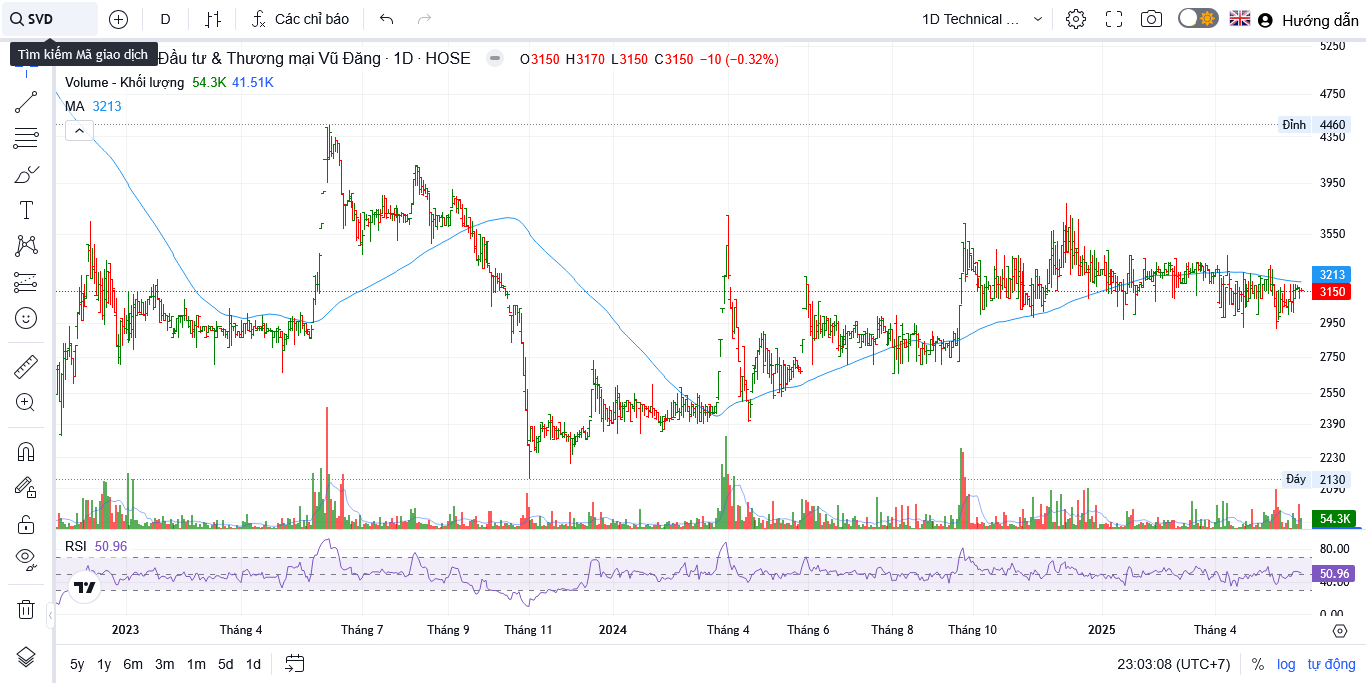 SVD
D
Các chỉ báo
1D Technical ...
Hướng dẫn
Tìm kiếm Mã giao dịch
Đầu tư & Thương mại Vũ Đăng · 1D · HOSE
O3150 H3170 L3150 C3150 −10 (−0.32%)
Volume - Khối lượng 54.3K 41.51K
MA 3213
5250
4750
Đỉnh 4460
4350
3950
3550
3213
3150
2950
2750
2550
2390
2230
Đáy 2130
2090
54.3K
RSI 50.96
80.00
50.96
40.00
0.00
2023 Tháng 4 Tháng 7 Tháng 9 Tháng 11 2024 Tháng 4 Tháng 6 Tháng 8 Tháng 10 2025 Tháng 4
5y 1y 6m 3m 1m 5d 1d
23:03:08 (UTC+7) % log tự động